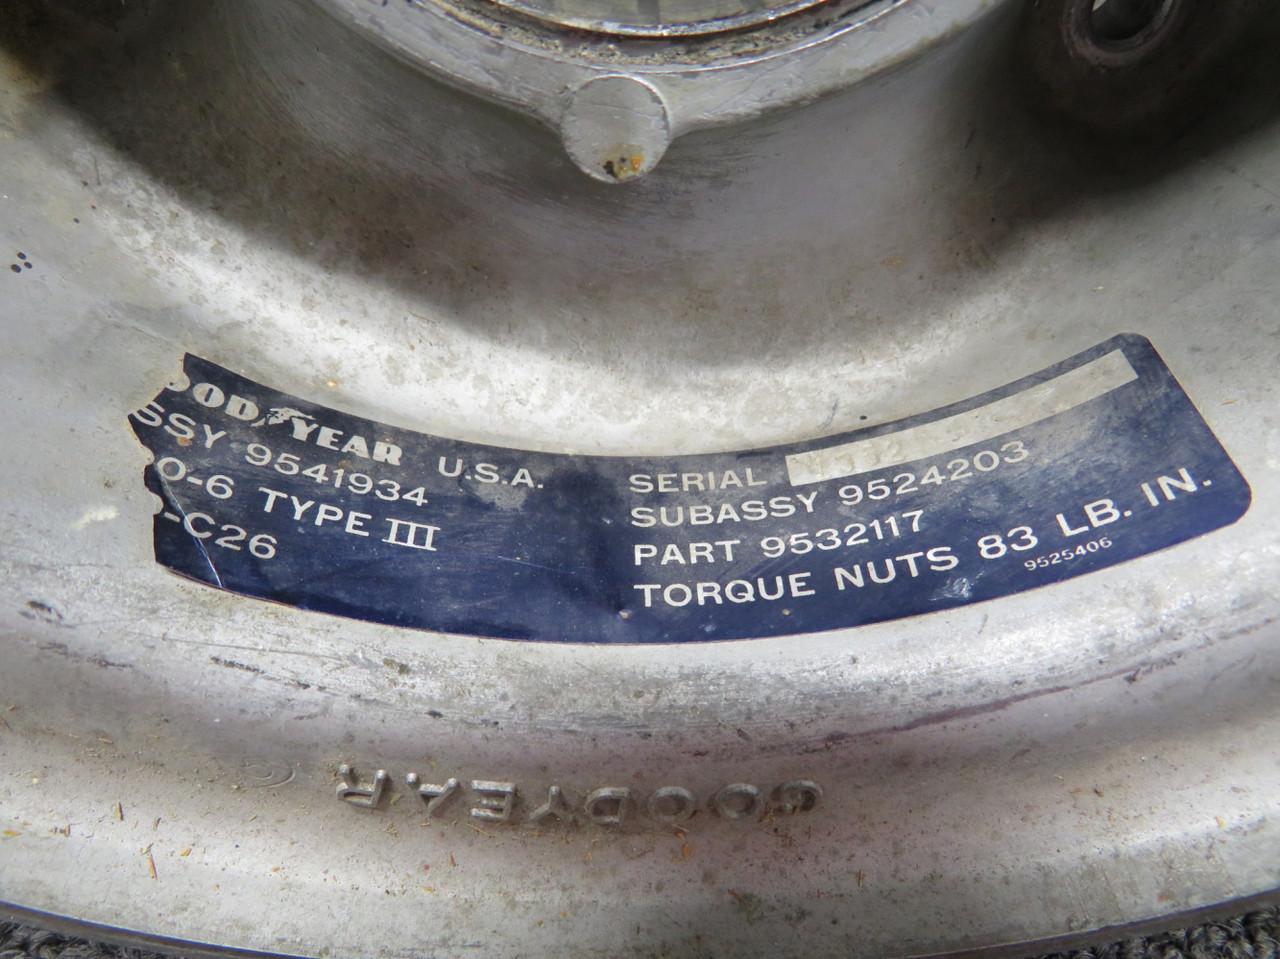 OOD YEAR U.S.A.
SSY 9541934
0-6 TYPE III
-C26
SERIAL
SUBASSY 9524203
PART 9532117
TORQUE NUTS 83 LB. IN.
9525406
GOODYEAR